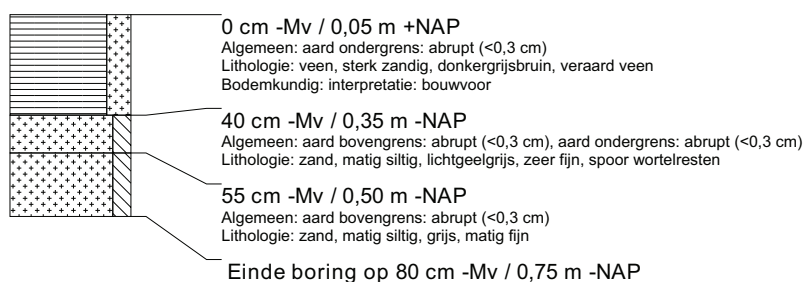 0 cm -Mv / 0,05 m +NAP
Algemeen: aard ondergrens: abrupt (<0,3 cm)
Lithologie: veen, sterk zandig, donkergrijsbruin, veraard veen
Bodemkundig: interpretatie: bouwvoor
40 cm -Mv / 0,35 m -NAP
Algemeen: aard bovengrens: abrupt (<0,3 cm), aard ondergrens: abrupt (<0,3 cm)
Lithologie: zand, matig siltig, lichtgeelgrijs, zeer fijn, spoor wortelresten
55 cm -Mv / 0,50 m -NAP
Algemeen: aard bovengrens: abrupt (<0,3 cm)
Lithologie: zand, matig siltig, grijs, matig fijn
Einde boring op 80 cm -Mv / 0,75 m -NAP